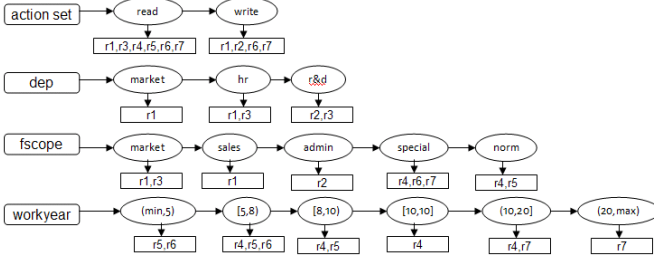 action set read write
r1,r3,r4,r5,r6,r7 r1,r2,r6,r7
dep market hr r&d
r1 r1,r3 r2,r3
fscope market sales admin special norm
r1,r3 r1 r2 r4,r6,r7 r4,r5
workyear (min,5) [5,8) [8,10) [10,10] (10,20] (20,max)
r5,r6 r4,r5,r6 r4,r5 r4 r4,r7 r7